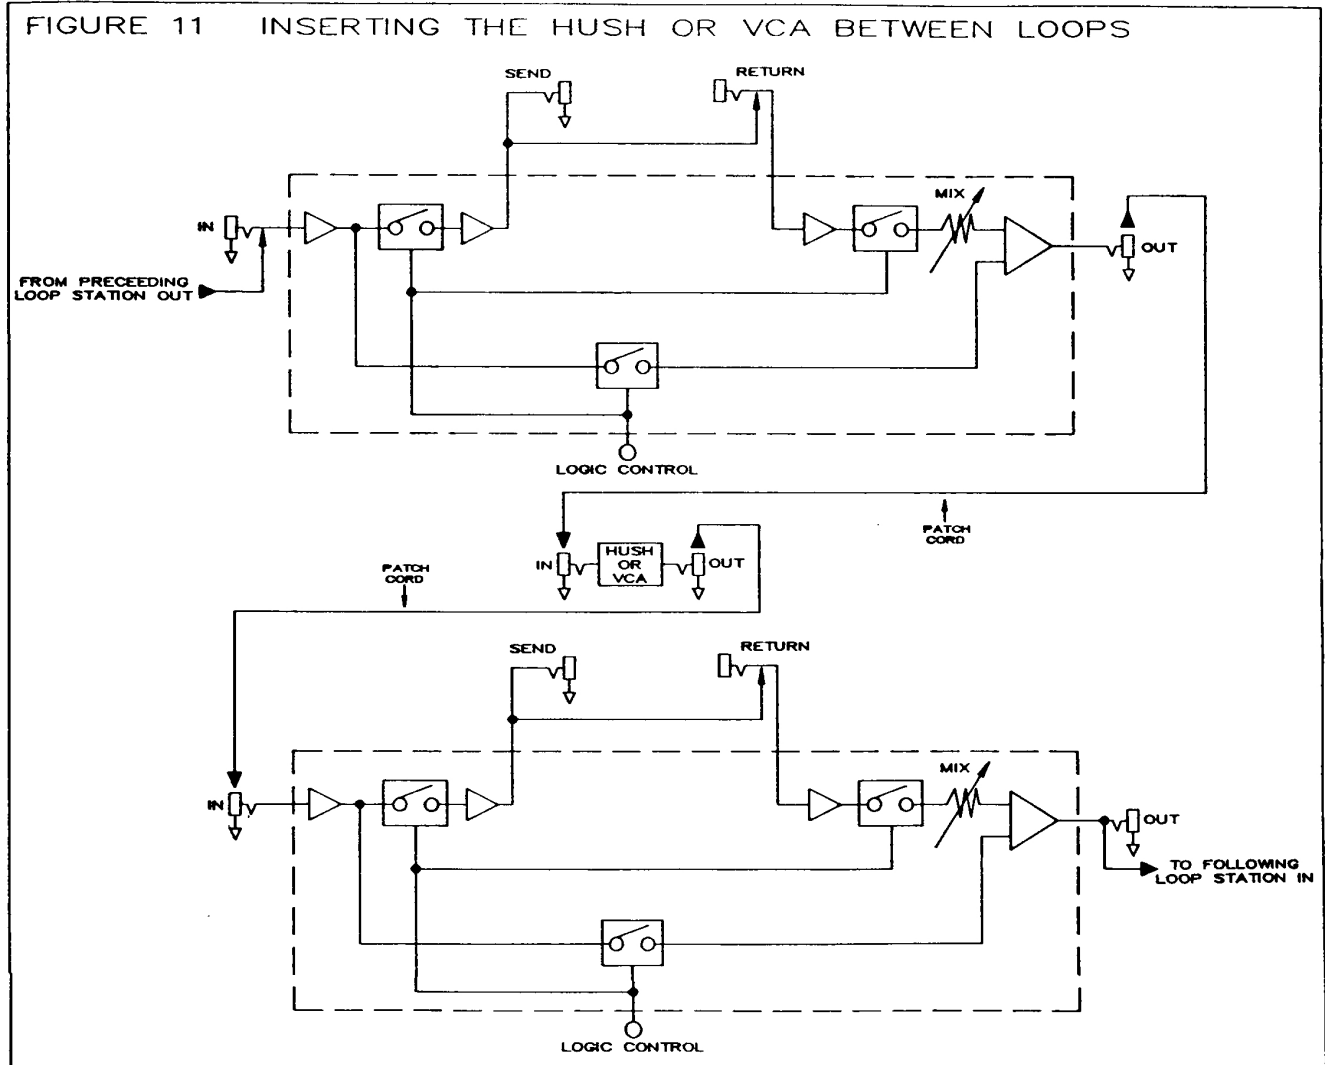 FIGURE 11 INSERTING THE HUSH OR VCA BETWEEN LOOPS
SEND
RETURN
MIX
IN
OUT
FROM PRECEEDING
LOOP STATION OUT
LOGIC CONTROL
PATCH
CORD
IN
HUSH
OR
VCA
OUT
PATCH
CORD
SEND
RETURN
MIX
IN
OUT
TO FOLLOWING
LOOP STATION IN
LOGIC CONTROL